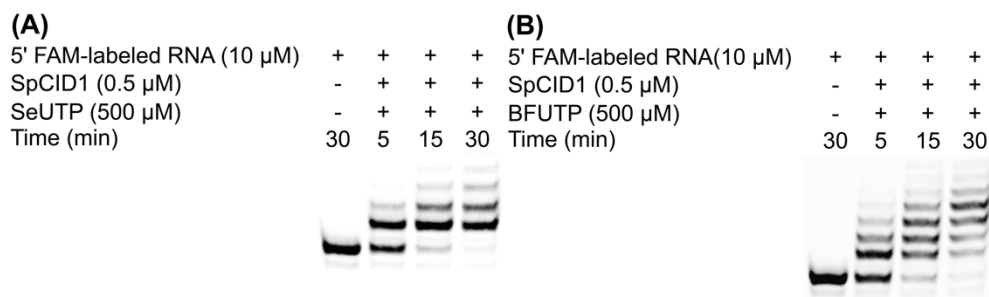 (A)
5' FAM-labeled RNA (10 µM) + + + +
SpCID1 (0.5 µM) - + + +
SeUTP (500 µM) - + + +
Time (min) 30 5 15 30
(B)
5' FAM-labeled RNA(10 µM) + + + +
SpCID1 (0.5 µM) - + + +
BFUTP (500 µM) - + + +
Time (min) 30 5 15 30